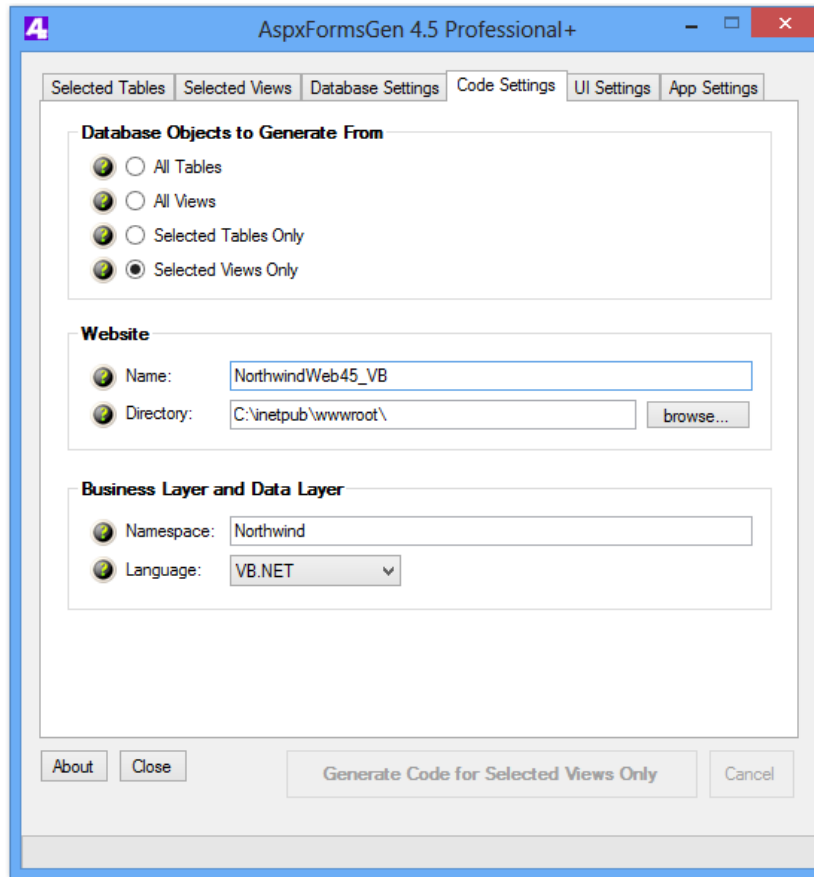 4 AspxFormsGen 4.5 Professional+
Selected Tables Selected Views Database Settings Code Settings UI Settings App Settings
Database Objects to Generate From
? All Tables
? All Views
? Selected Tables Only
? Selected Views Only
Website
? Name: NorthwindWeb45_VB
? Directory: C:\inetpub\wwwroot\ browse...
Business Layer and Data Layer
? Namespace: Northwind
? Language: VB.NET
About Close Generate Code for Selected Views Only Cancel